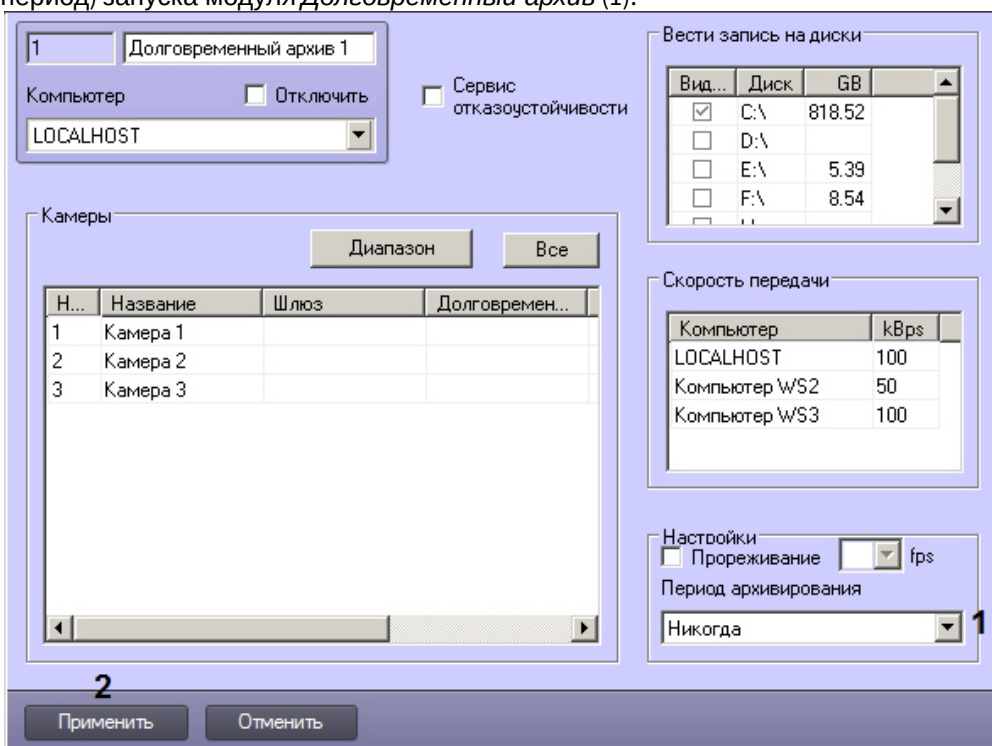 период) запуска модуля Долговременный архив (1).
1 Долговременный архив 1
Компьютер Отключить
LOCALHOST
Сервис
отказоустойчивости
Вести запись на диски
Вид... Диск GB
C:\ 818.52
D:\
E:\ 5.39
F:\ 8.54
Камеры
Диапазон Все
Н... Название Шлюз Долговремен...
1 Камера 1
2 Камера 2
3 Камера 3
Скорость передачи
Компьютер kBps
LOCALHOST 100
Компьютер WS2 50
Компьютер WS3 100
Настройки
Прореживание fps
Период архивирования
Никогда 1
2
Применить Отменить